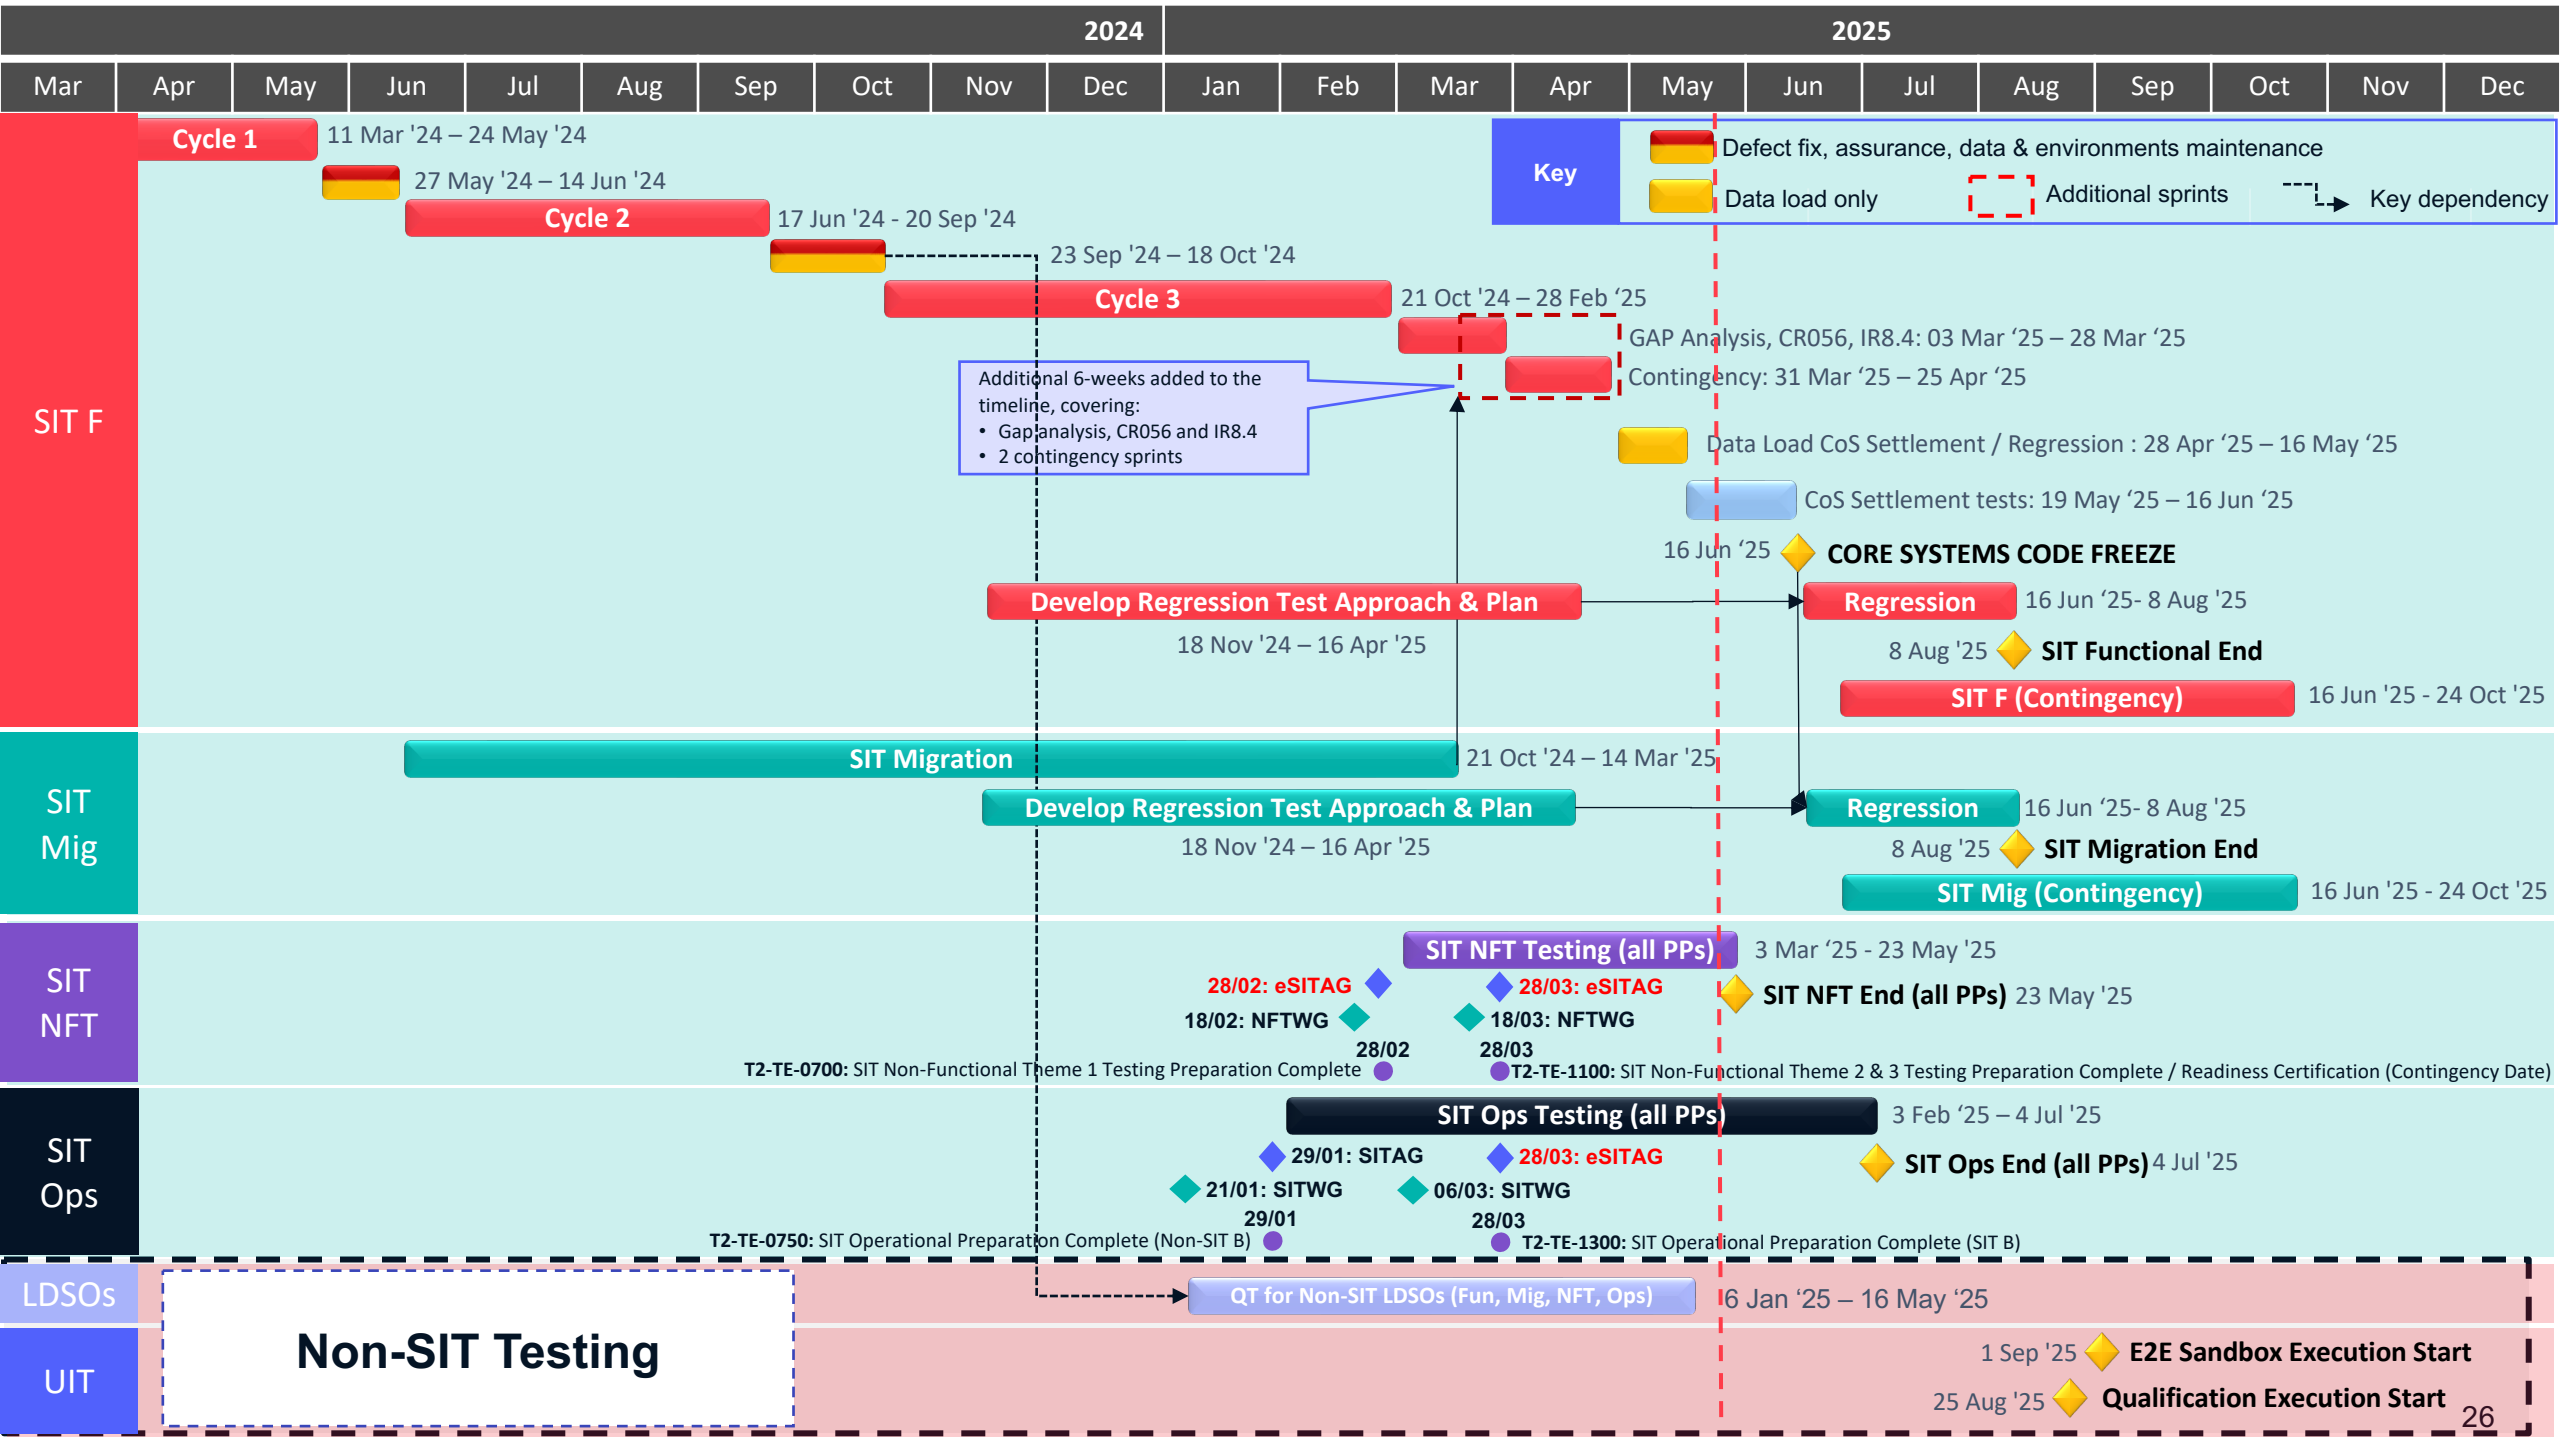 2024
2025
Mar Apr May Jun Jul Aug Sep Oct Nov Dec Jan Feb Mar Apr May Jun Jul Aug Sep Oct Nov Dec
Key
Defect fix, assurance, data & environments maintenance
Data load only
Additional sprints
Key dependency
SIT F
Cycle 1
11 Mar '24 – 24 May '24
27 May '24 – 14 Jun '24
Cycle 2
17 Jun '24 - 20 Sep '24
23 Sep '24 – 18 Oct '24
Cycle 3
21 Oct '24 – 28 Feb ‘25
GAP Analysis, CR056, IR8.4: 03 Mar ‘25 – 28 Mar ‘25
Contingency: 31 Mar ‘25 – 25 Apr ‘25
Additional 6-weeks added to the
timeline, covering:
• Gap analysis, CR056 and IR8.4
• 2 contingency sprints
Data Load CoS Settlement / Regression : 28 Apr ‘25 – 16 May ‘25
CoS Settlement tests: 19 May ‘25 – 16 Jun ‘25
16 Jun ‘25
CORE SYSTEMS CODE FREEZE
Develop Regression Test Approach & Plan
18 Nov '24 – 16 Apr '25
Regression
16 Jun ‘25- 8 Aug '25
8 Aug '25
SIT Functional End
SIT F (Contingency)
16 Jun '25 - 24 Oct '25
SIT
Mig
SIT Migration
21 Oct '24 – 14 Mar '25
Develop Regression Test Approach & Plan
18 Nov '24 – 16 Apr '25
Regression
16 Jun ‘25- 8 Aug '25
8 Aug '25
SIT Migration End
SIT Mig (Contingency)
16 Jun '25 - 24 Oct '25
SIT
NFT
SIT NFT Testing (all PPs)
3 Mar ‘25 - 23 May '25
28/02: eSITAG
28/03: eSITAG
SIT NFT End (all PPs) 23 May '25
18/02: NFTWG
18/03: NFTWG
28/02
28/03
T2-TE-0700: SIT Non-Functional Theme 1 Testing Preparation Complete
T2-TE-1100: SIT Non-Functional Theme 2 & 3 Testing Preparation Complete / Readiness Certification (Contingency Date)
SIT
Ops
SIT Ops Testing (all PPs)
3 Feb ‘25 – 4 Jul '25
29/01: SITAG
28/03: eSITAG
SIT Ops End (all PPs) 4 Jul '25
21/01: SITWG
06/03: SITWG
29/01
28/03
T2-TE-0750: SIT Operational Preparation Complete (Non-SIT B)
T2-TE-1300: SIT Operational Preparation Complete (SIT B)
LDSOs
QT for Non-SIT LDSOs (Fun, Mig, NFT, Ops)
6 Jan ‘25 – 16 May ‘25
Non-SIT Testing
UIT
1 Sep '25
E2E Sandbox Execution Start
25 Aug '25
Qualification Execution Start
26